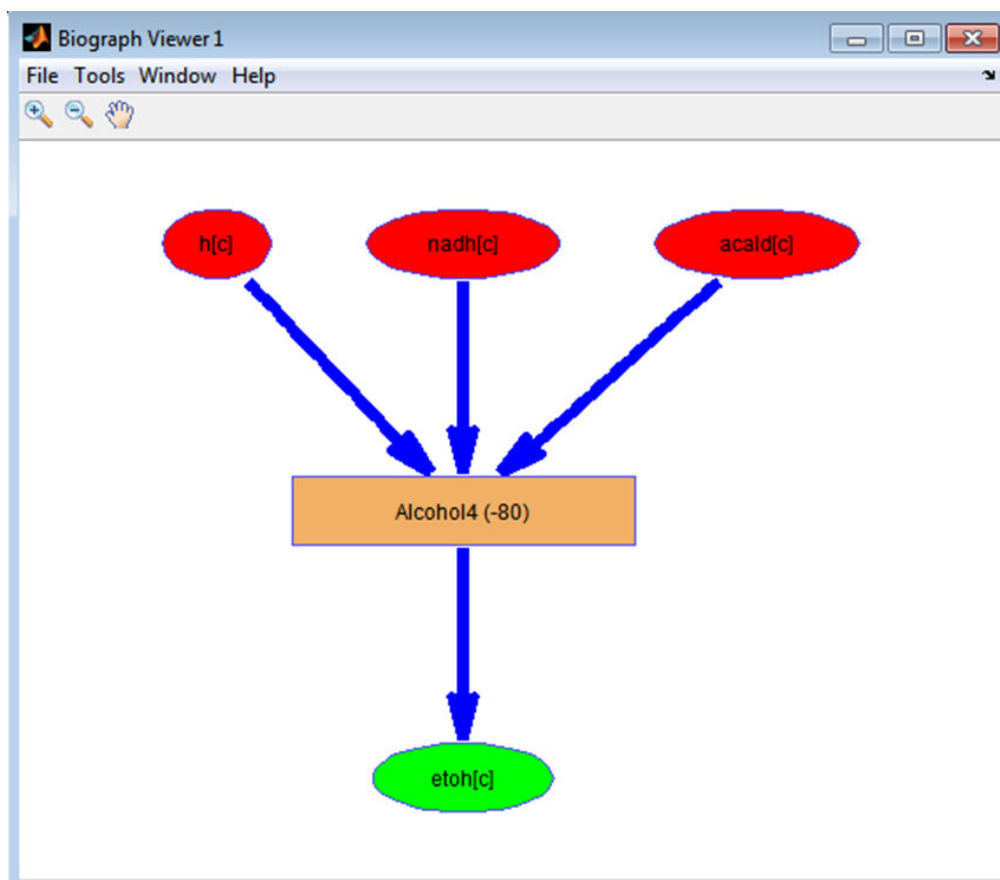 Biograph Viewer 1
File Tools Window Help
h[c] nadh[c] acald[c]
Alcohol4 (-80)
etoh[c]